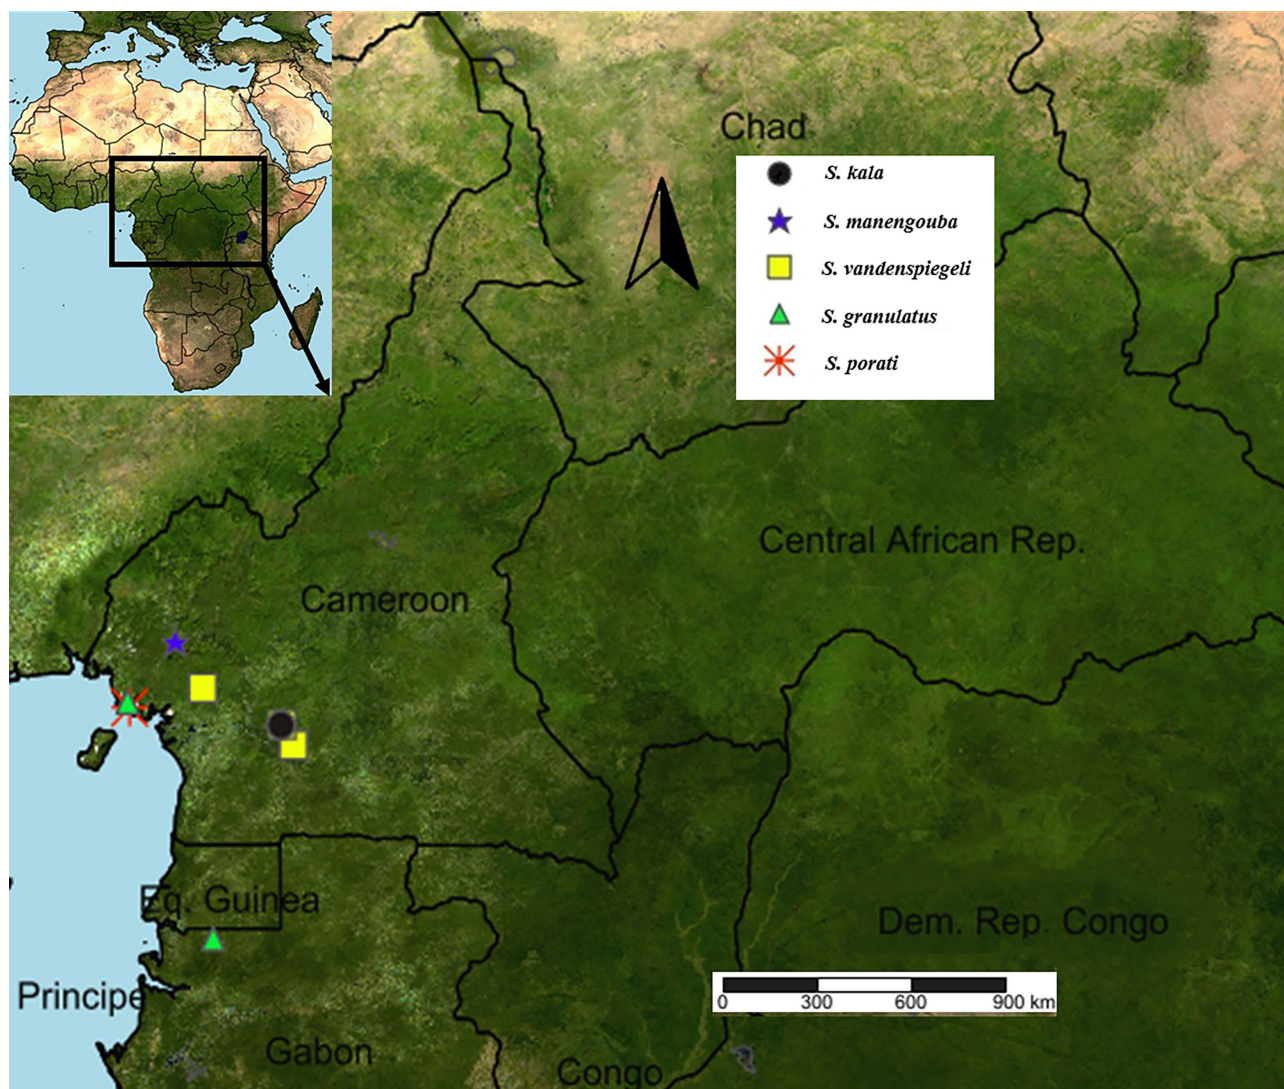 Chad
S. kala
S. manengouba
S. vandenspiegeli
S. granulatus
S. porati
Central African Rep.
Cameroon
Eq. Guinea
Dem. Rep. Congo
Principe
0 300 600 900 km
Gabon
Congo